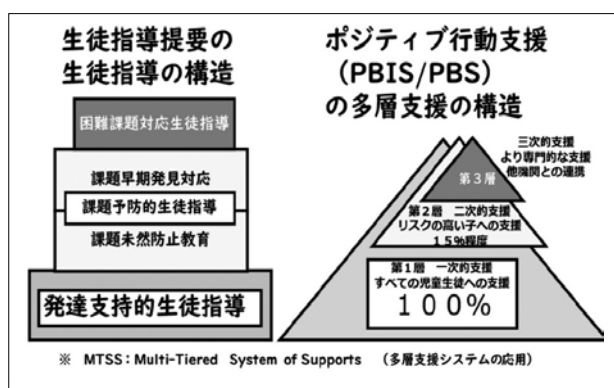 生徒指導提要の
生徒指導の構造
困難課題対応生徒指導
課題早期発見対応
課題予防的生徒指導
課題未然防止教育
発達支持的生徒指導
ポジティブ行動支援
（PBIS/PBS）
の多層支援の構造
三次的支援
より専門的な支援
他機関との連携
第３層
第２層 二次的支援
リスクの高い子への支援
１５％程度
第１層 一次的支援
すべての児童生徒への支援
１００％
※ MTSS：Multi-Tiered System of Supports （多層支援システムの応用）